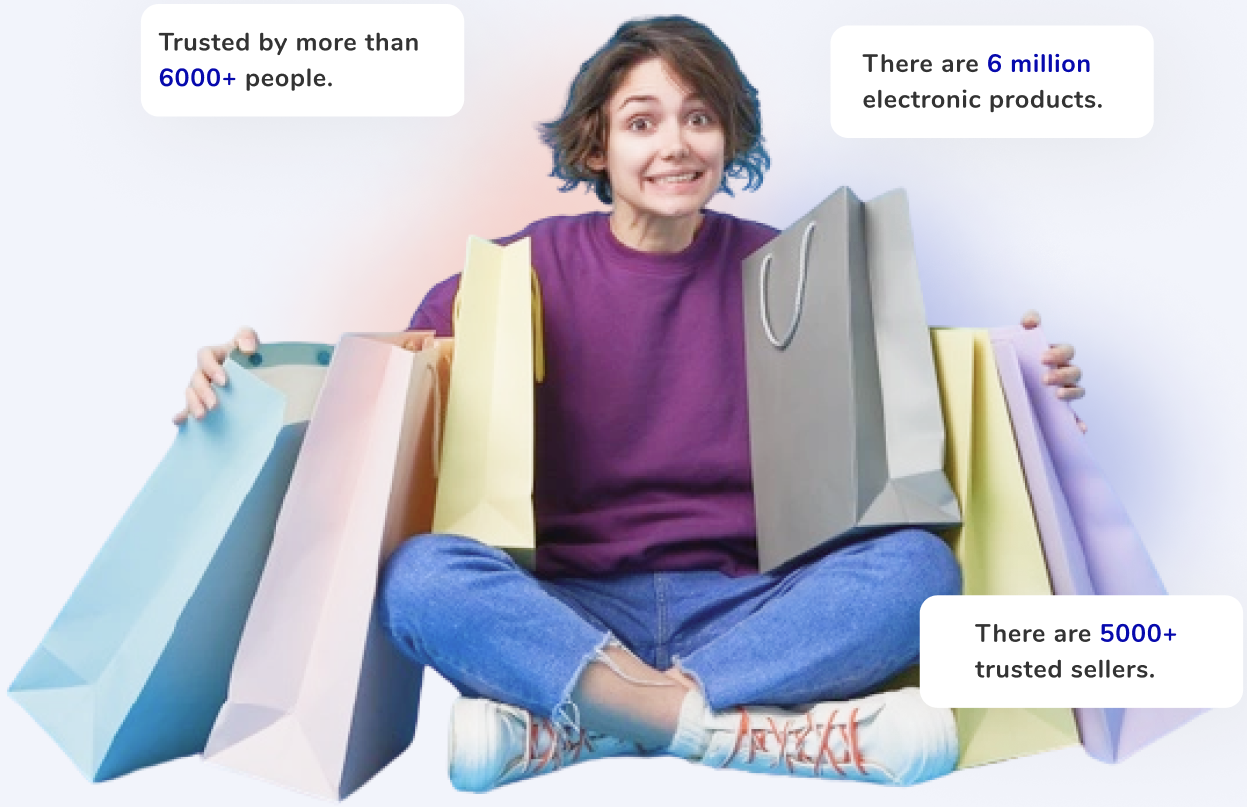 Trusted by more than
6000+ people.
There are 6 million
electronic products.
There are 5000+
trusted sellers.